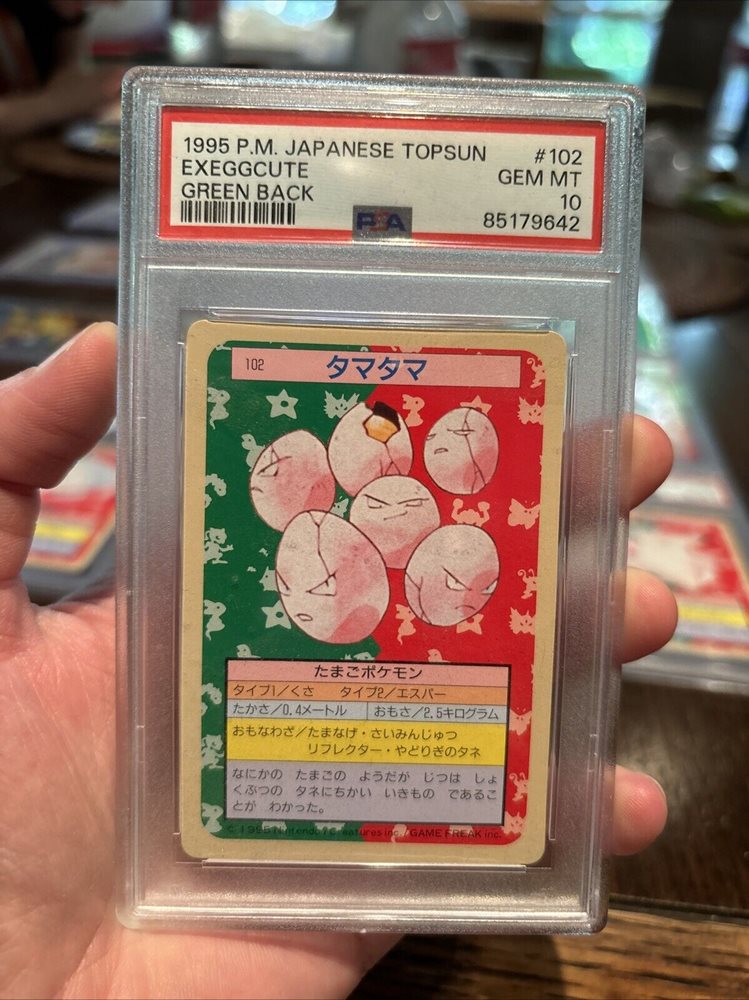 1995 P.M. JAPANESE TOPSUN #102
EXEGGCUTE GEM MT
GREEN BACK 10
PSA 85179642
102 タマタマ
たまごポケモン
タイプ1/くさ タイプ2/エスパー
たかさ/0.4メートル おもさ/2.5キログラム
おもなわざ/たまなげ・さいみんじゅつ
リフレクター・やどりぎのタネ
なにかの たまごの ようだが じつは しょ
くぶつの タネにちかい いきもの であるこ
とが わかった。
© 1995 Nintendo / Creatures inc. / GAME FREAK inc.